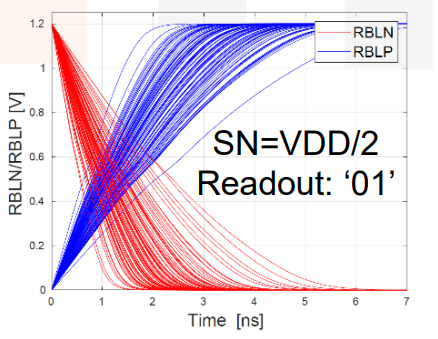 1.2
1
0.8
0.6
0.4
0.2
0
RBLN/RBLP [V]
RBLN
RBLP
SN=VDD/2
Readout: ‘01’
0 1 2 3 4 5 6 7
Time [ns]